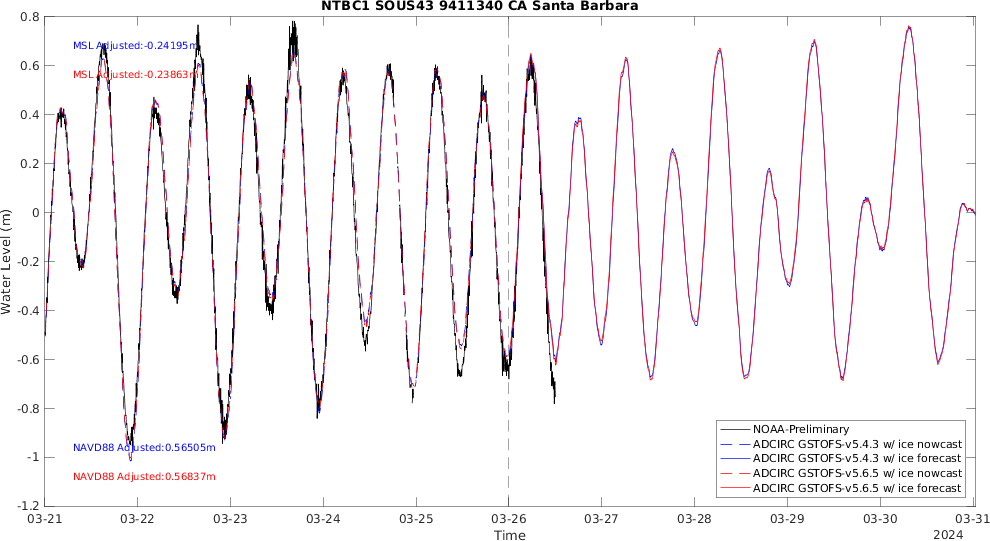 NTBC1 SOUS43 9411340 CA Santa Barbara
0.8
0.6
0.4
0.2
0
-0.2
-0.4
-0.6
-0.8
-1
-1.2
Water Level (m)
MSL Adjusted:-0.24195m
MSL Adjusted:-0.23863m
NAVD88 Adjusted:0.56505m
NAVD88 Adjusted:0.56837m
NOAA-Preliminary
ADCIRC GSTOFS-v5.4.3 w/ ice nowcast
ADCIRC GSTOFS-v5.4.3 w/ ice forecast
ADCIRC GSTOFS-v5.6.5 w/ ice nowcast
ADCIRC GSTOFS-v5.6.5 w/ ice forecast
03-21 03-22 03-23 03-24 03-25 03-26 03-27 03-28 03-29 03-30 03-31
Time
2024